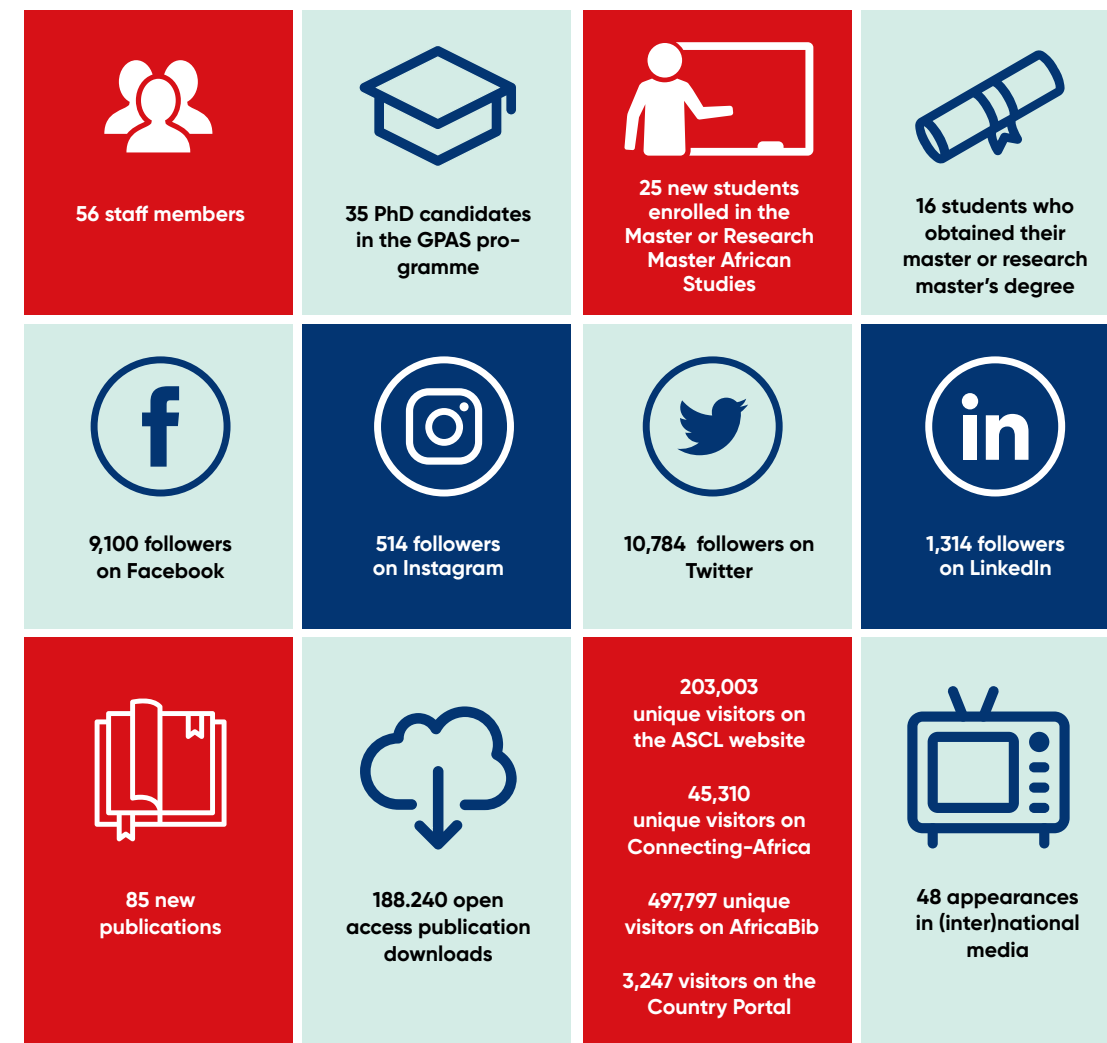 56 staff members
35 PhD candidates
in the GPAS pro-
gramme
25 new students
enrolled in the
Master or Research
Master African
Studies
16 students who
obtained their
master or research
master's degree
f
9,100 followers
on Facebook
514 followers
on Instagram
10,784 followers on
Twitter
in
1,314 followers
on LinkedIn
85 new
publications
188.240 open
access publication
downloads
203,003
unique visitors on
the ASCL website
45,310
unique visitors on
Connecting-Africa
497,797 unique
visitors on AfricaBib
3,247 visitors on the
Country Portal
48 appearances
in (inter)national
media